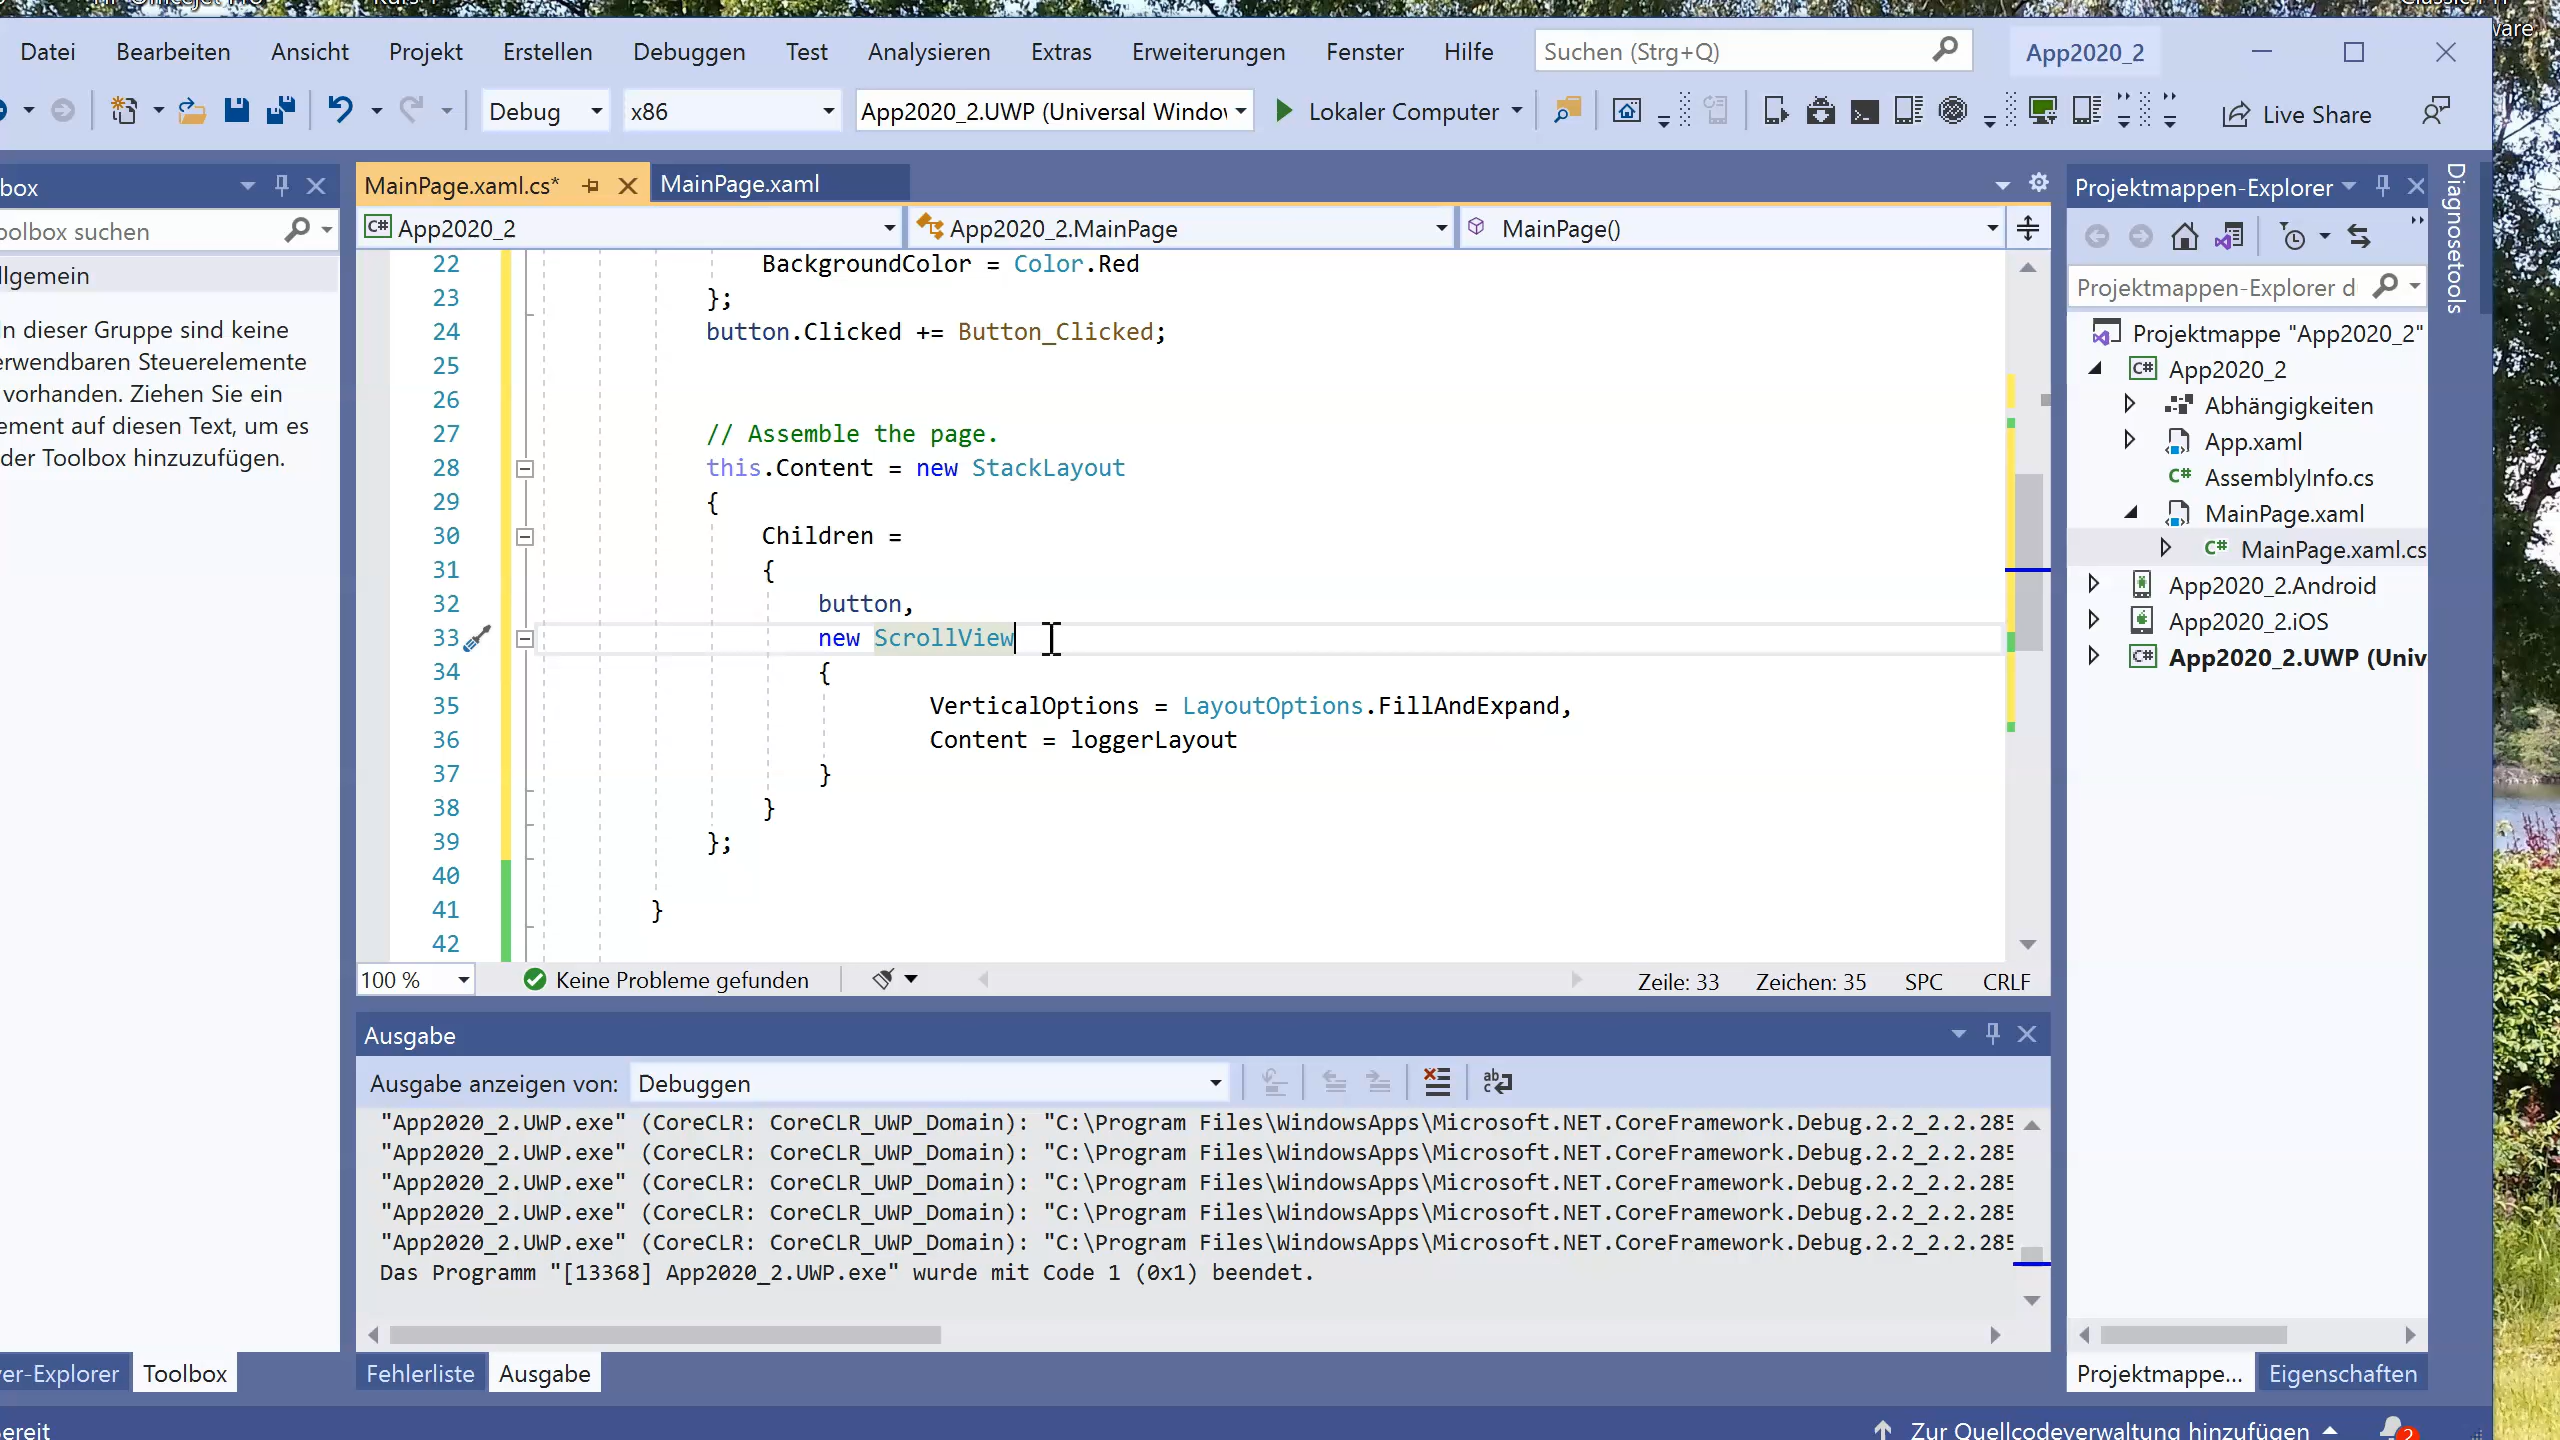 Datei Bearbeiten Ansicht Projekt Erstellen Debuggen Test Analysieren Extras Erweiterungen Fenster Hilfe Suchen (Strg+Q) App2020_2
Debug x86 App2020_2.UWP (Universal Windov Lokaler Computer Live Share
box
oolbox suchen
llgemein
In dieser Gruppe sind keine
erwendbaren Steuerelemente
vorhanden. Ziehen Sie ein
ement auf diesen Text, um es
der Toolbox hinzuzufügen.
MainPage.xaml.cs* MainPage.xaml
App2020_2 App2020_2.MainPage MainPage()
22 BackgroundColor = Color.Red
23 };
24 button.Clicked += Button_Clicked;
25
26
27 // Assemble the page.
28 this.Content = new StackLayout
29 {
30 Children =
31 {
32 button,
33 new ScrollView
34 {
35 VerticalOptions = LayoutOptions.FillAndExpand,
36 Content = loggerLayout
37 }
38 }
39 };
40
41 }
42
100 % Keine Probleme gefunden Zeile: 33 Zeichen: 35 SPC CRLF
Ausgabe
Ausgabe anzeigen von: Debuggen
"App2020_2.UWP.exe" (CoreCLR: CoreCLR_UWP_Domain): "C:\Program Files\WindowsApps\Microsoft.NET.CoreFramework.Debug.2.2_2.2.285
"App2020_2.UWP.exe" (CoreCLR: CoreCLR_UWP_Domain): "C:\Program Files\WindowsApps\Microsoft.NET.CoreFramework.Debug.2.2_2.2.285
"App2020_2.UWP.exe" (CoreCLR: CoreCLR_UWP_Domain): "C:\Program Files\WindowsApps\Microsoft.NET.CoreFramework.Debug.2.2_2.2.285
"App2020_2.UWP.exe" (CoreCLR: CoreCLR_UWP_Domain): "C:\Program Files\WindowsApps\Microsoft.NET.CoreFramework.Debug.2.2_2.2.285
"App2020_2.UWP.exe" (CoreCLR: CoreCLR_UWP_Domain): "C:\Program Files\WindowsApps\Microsoft.NET.CoreFramework.Debug.2.2_2.2.285
Das Programm "[13368] App2020_2.UWP.exe" wurde mit Code 1 (0x1) beendet.
Projektmappen-Explorer
Projektmappen-Explorer d
Projektmappe "App2020_2"
App2020_2
Abhängigkeiten
App.xaml
AssemblyInfo.cs
MainPage.xaml
MainPage.xaml.cs
App2020_2.Android
App2020_2.iOS
App2020_2.UWP (Univ
Diagnosetools
er-Explorer Toolbox Fehlerliste Ausgabe Projektmappe... Eigenschaften
ereit Zur Quellcodeverwaltung hinzufügen 2